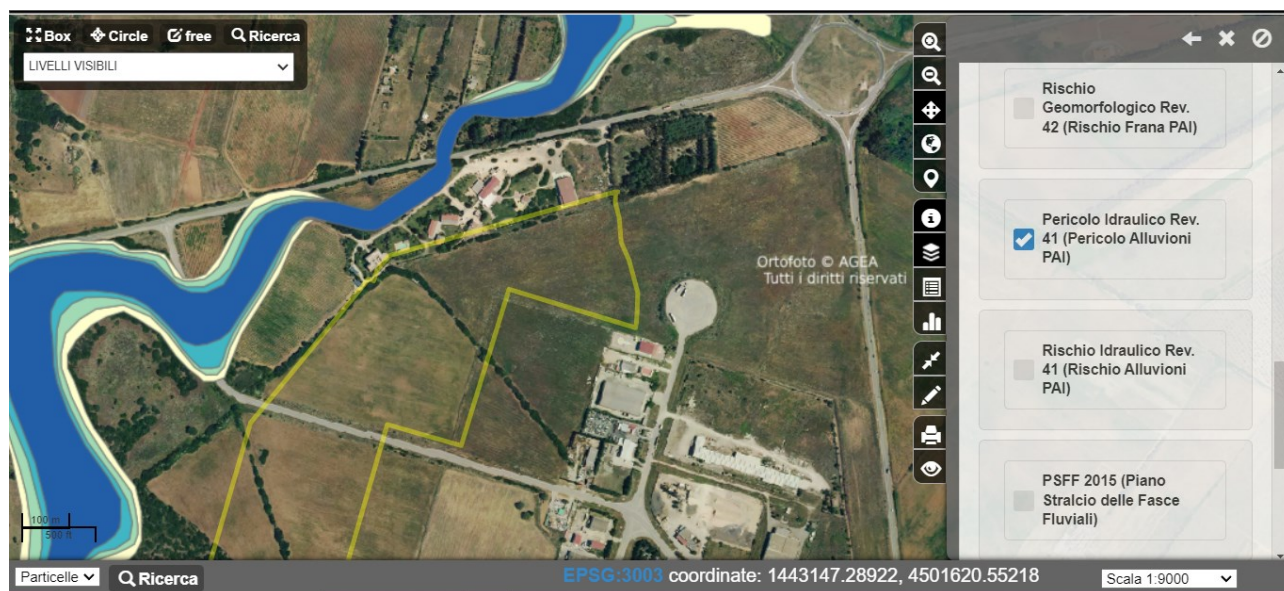 Box Circle free Ricerca
LIVELLI VISIBILI
Ortofoto © AGEA
Tutti i diritti riservati
100 m
500 ft
Rischio
Geomorfologico Rev.
42 (Rischio Frana PAI)
Pericolo Idraulico Rev.
41 (Pericolo Alluvioni
PAI)
Rischio Idraulico Rev.
41 (Rischio Alluvioni
PAI)
PSFF 2015 (Piano
Stralcio delle Fasce
Fluviali)
Particelle Ricerca EPSG:3003 coordinate: 1443147.28922, 4501620.55218 Scala 1:9000